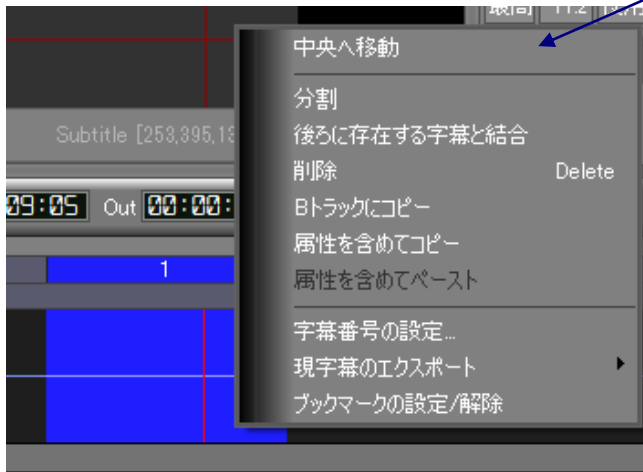 最高 11.2
中央へ移動
分割
Subtitle [253,395,13
後ろに存在する字幕と結合
削除 Delete
09:05 Out 00:00:
Bトラックにコピー
属性を含めてコピー
1
属性を含めてペースト
字幕番号の設定...
現字幕のエクスポート
ブックマークの設定/解除